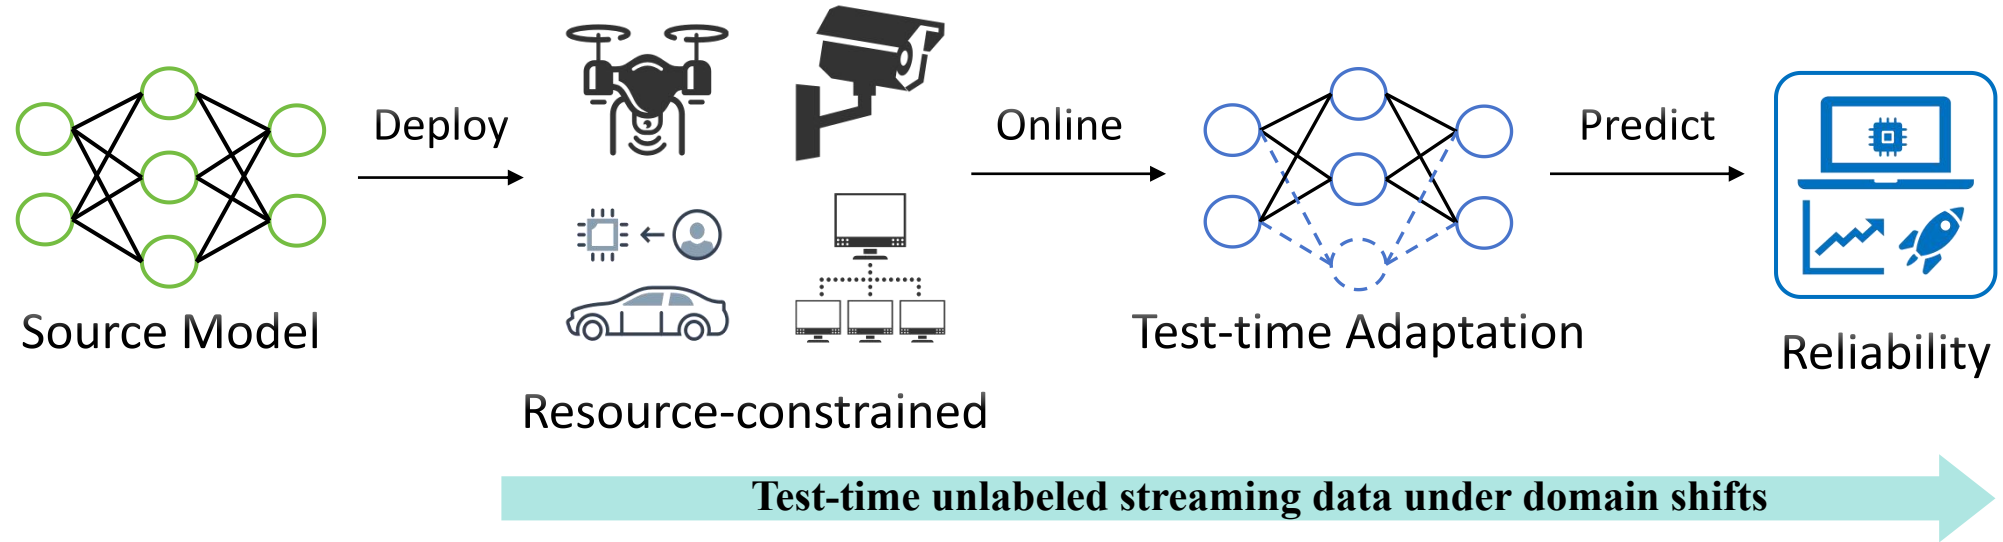 Source Model
Deploy
Resource-constrained
Online
Test-time Adaptation
Predict
Reliability
Test-time unlabeled streaming data under domain shifts